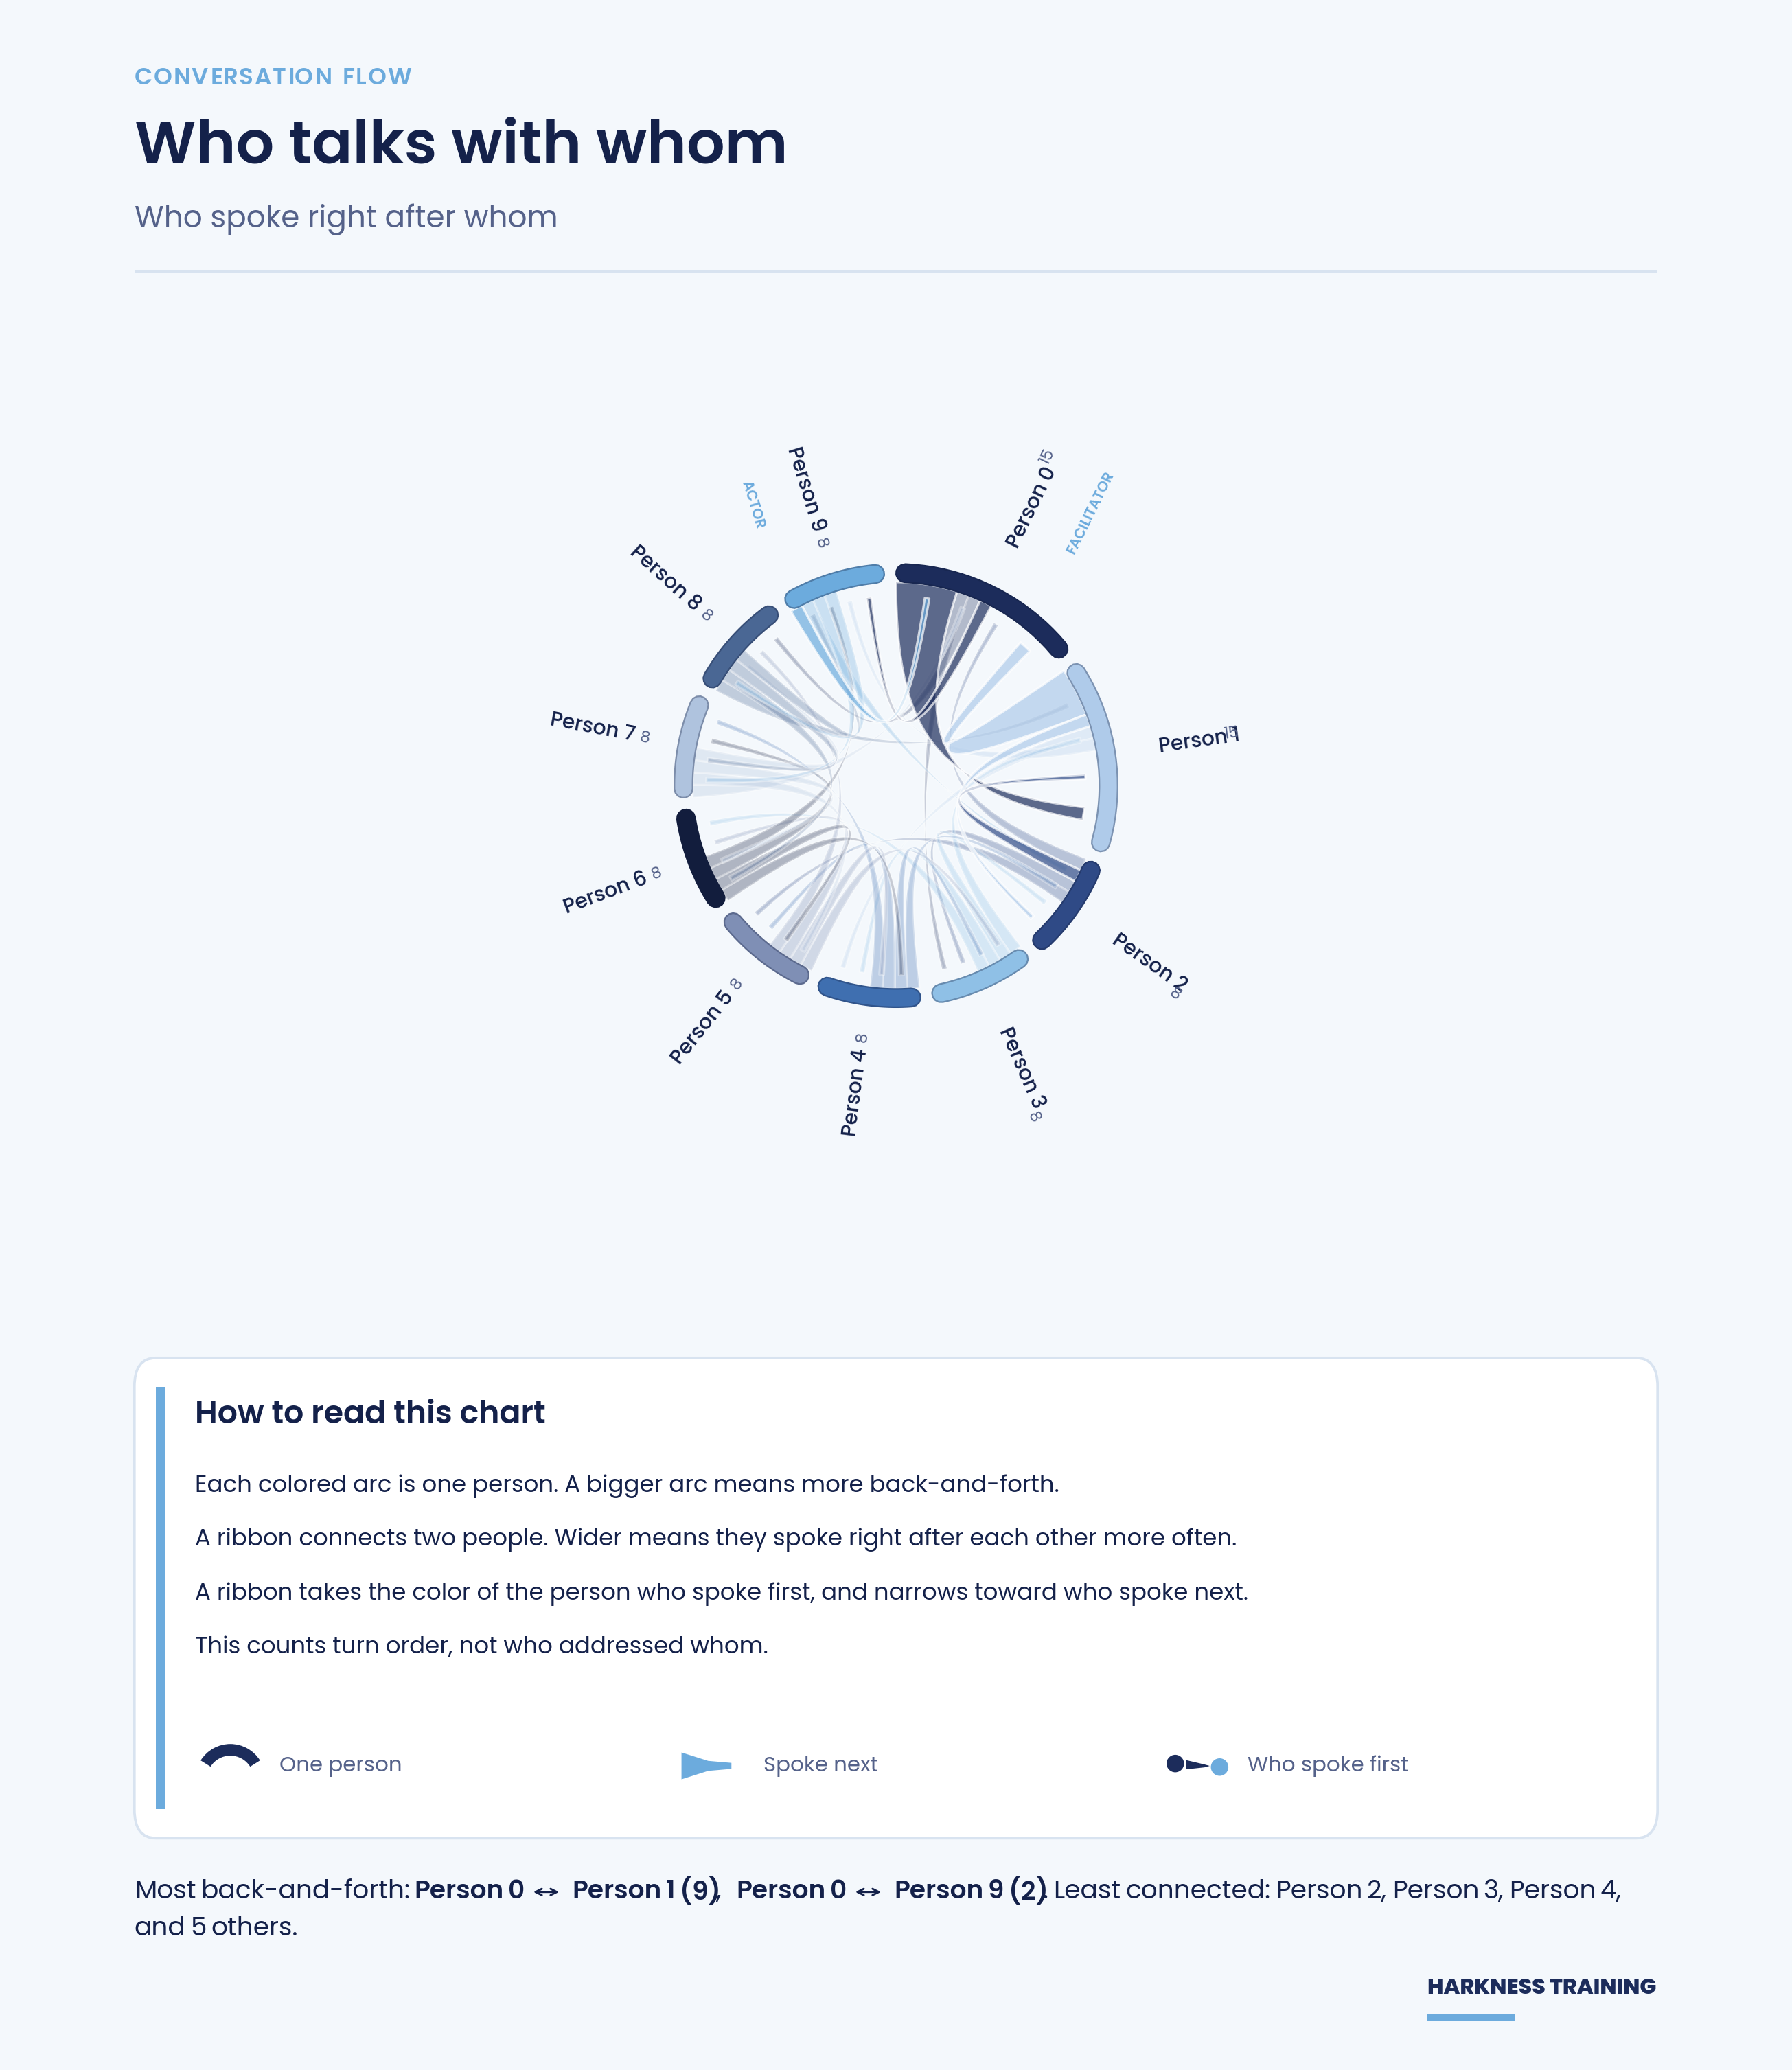 CONVERSATION FLOW
Who talks with whom
Who spoke right after whom
Person 9 8
ACTOR
Person 0 15
FACILITATOR
Person 8 8
Person 7 8
Person 1 15
Person 6 8
Person 2 8
Person 5 8
Person 4 8
Person 3 8
How to read this chart
Each colored arc is one person. A bigger arc means more back-and-forth.
A ribbon connects two people. Wider means they spoke right after each other more often.
A ribbon takes the color of the person who spoke first, and narrows toward who spoke next.
This counts turn order, not who addressed whom.
One person
Spoke next
Who spoke first
Most back-and-forth: Person 0 ↔ Person 1 (9), Person 0 ↔ Person 9 (2). Least connected: Person 2, Person 3, Person 4,
and 5 others.
HARKNESS TRAINING